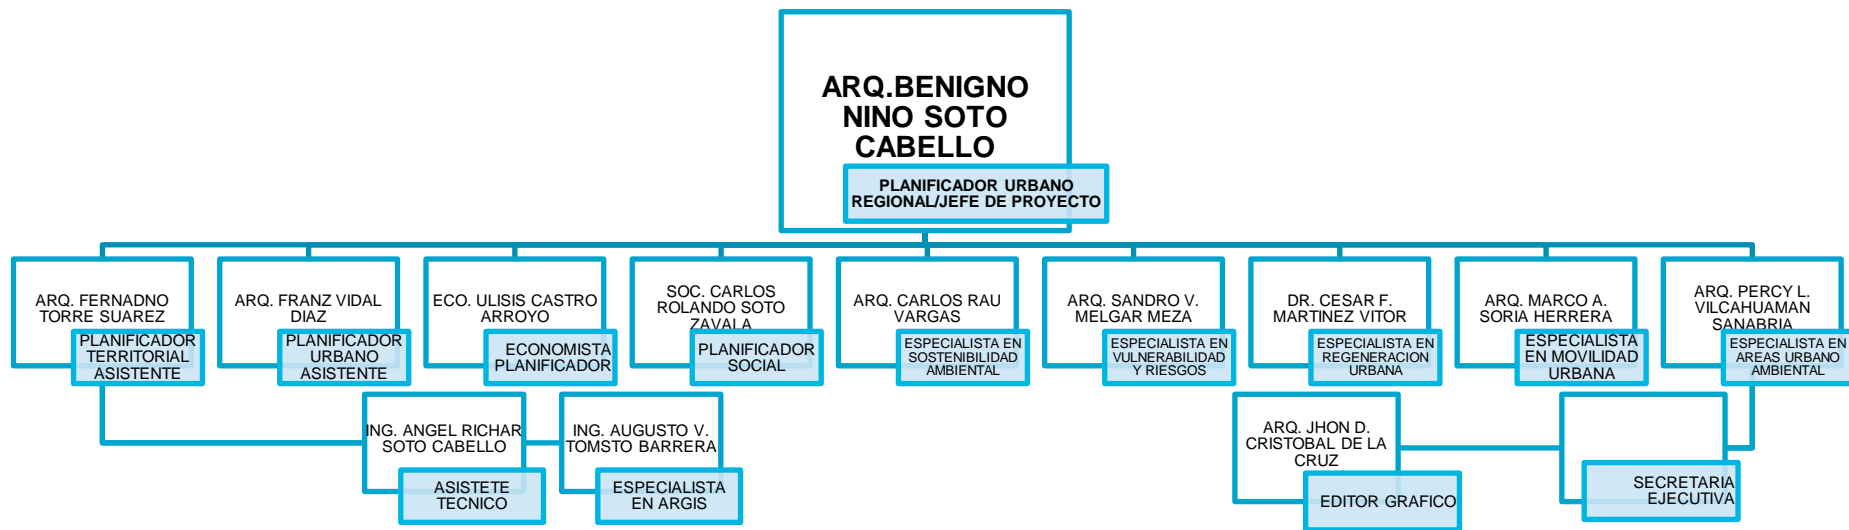 ARQ.BENIGNO
NINO SOTO
CABELLO
PLANIFICADOR URBANO
REGIONAL/JEFE DE PROYECTO
ARQ. FERNADNO
TORRE SUAREZ
PLANIFICADOR
TERRITORIAL
ASISTENTE
ARQ. FRANZ VIDAL
DIAZ
PLANIFICADOR
URBANO
ASISTENTE
ECO. ULISIS CASTRO
ARROYO
ECONOMISTA
PLANIFICADOR
SOC. CARLOS
ROLANDO SOTO
ZAVALA
PLANIFICADOR
SOCIAL
ARQ. CARLOS RAU
VARGAS
ESPECIALISTA EN
SOSTENIBILIDAD
AMBIENTAL
ARQ. SANDRO V.
MELGAR MEZA
ESPECIALISTA EN
VULNERABILIDAD
Y RIESGOS
DR. CESAR F.
MARTINEZ VITOR
ESPECIALISTA EN
REGENERACION
URBANA
ARQ. MARCO A.
SORIA HERRERA
ESPECIALISTA
EN MOVILIDAD
URBANA
ARQ. PERCY L.
VILCAHUAMAN
SANABRIA
ESPECIALISTA EN
AREAS URBANO
AMBIENTAL
ING. ANGEL RICHAR
SOTO CABELLO
ASISTETE
TECNICO
ING. AUGUSTO V.
TOMSTO BARRERA
ESPECIALISTA
EN ARGIS
ARQ. JHON D.
CRISTOBAL DE LA
CRUZ
EDITOR GRAFICO
SECRETARIA
EJECUTIVA